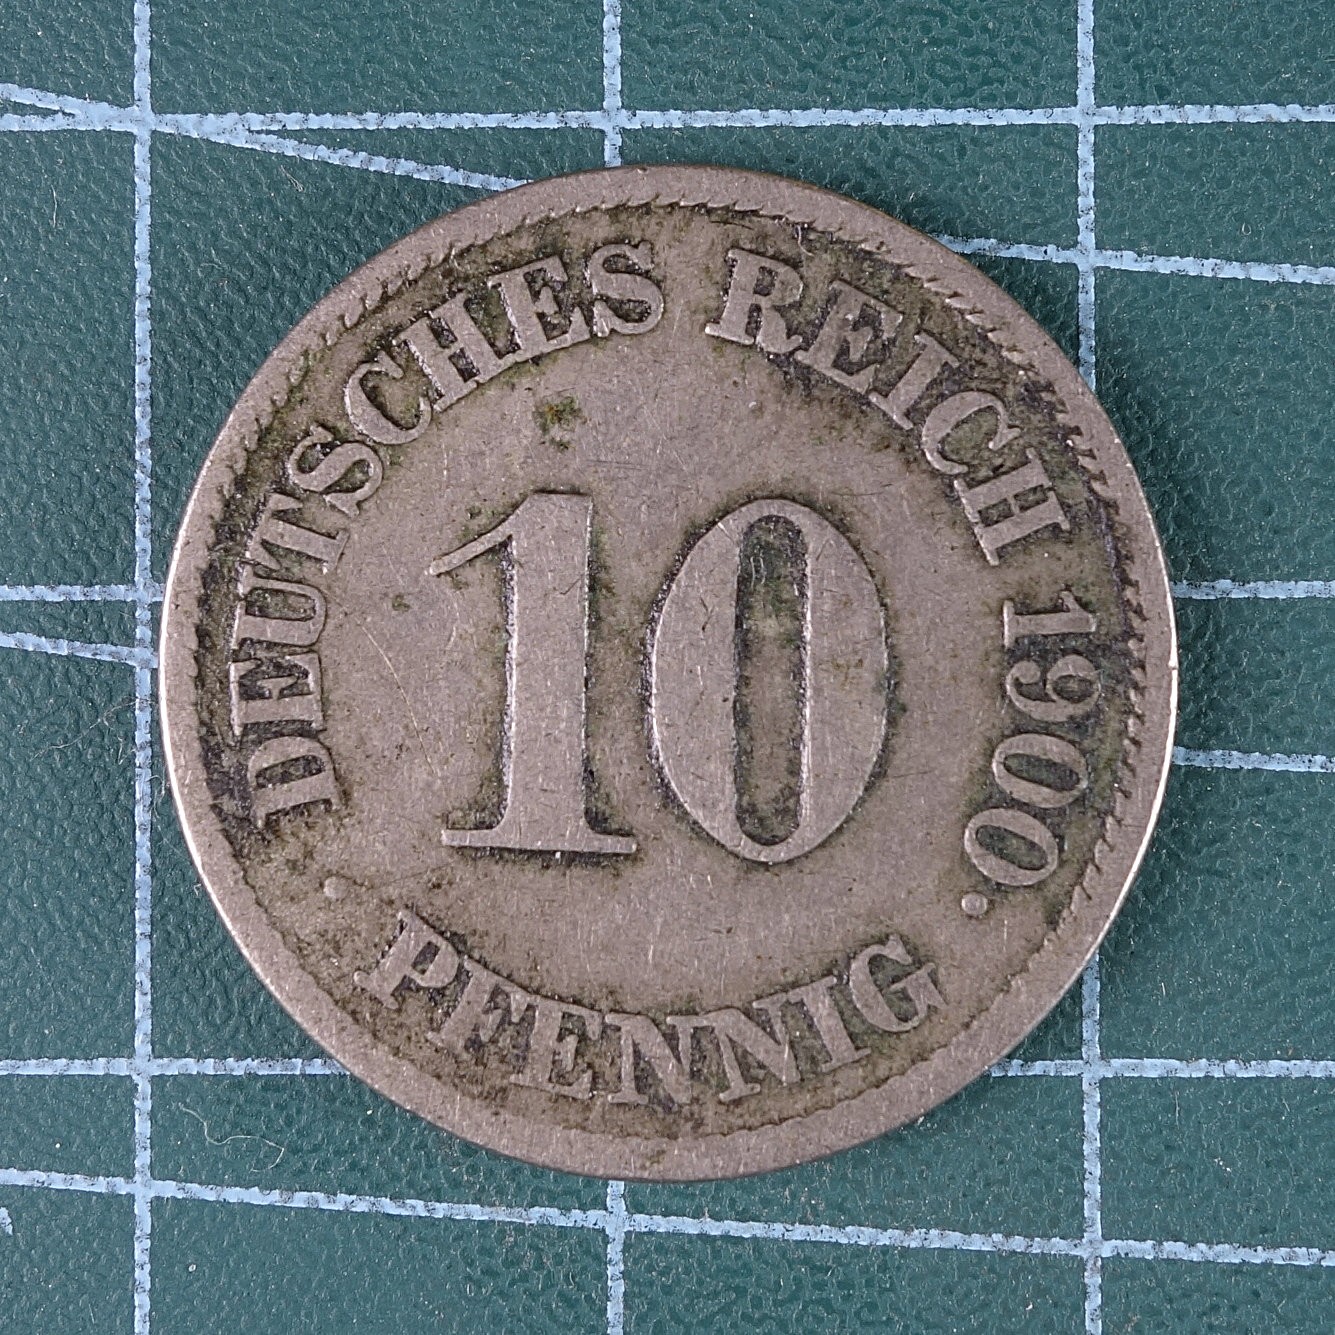 DEUTSCHES REICH 1900.
10
. PFENNIG